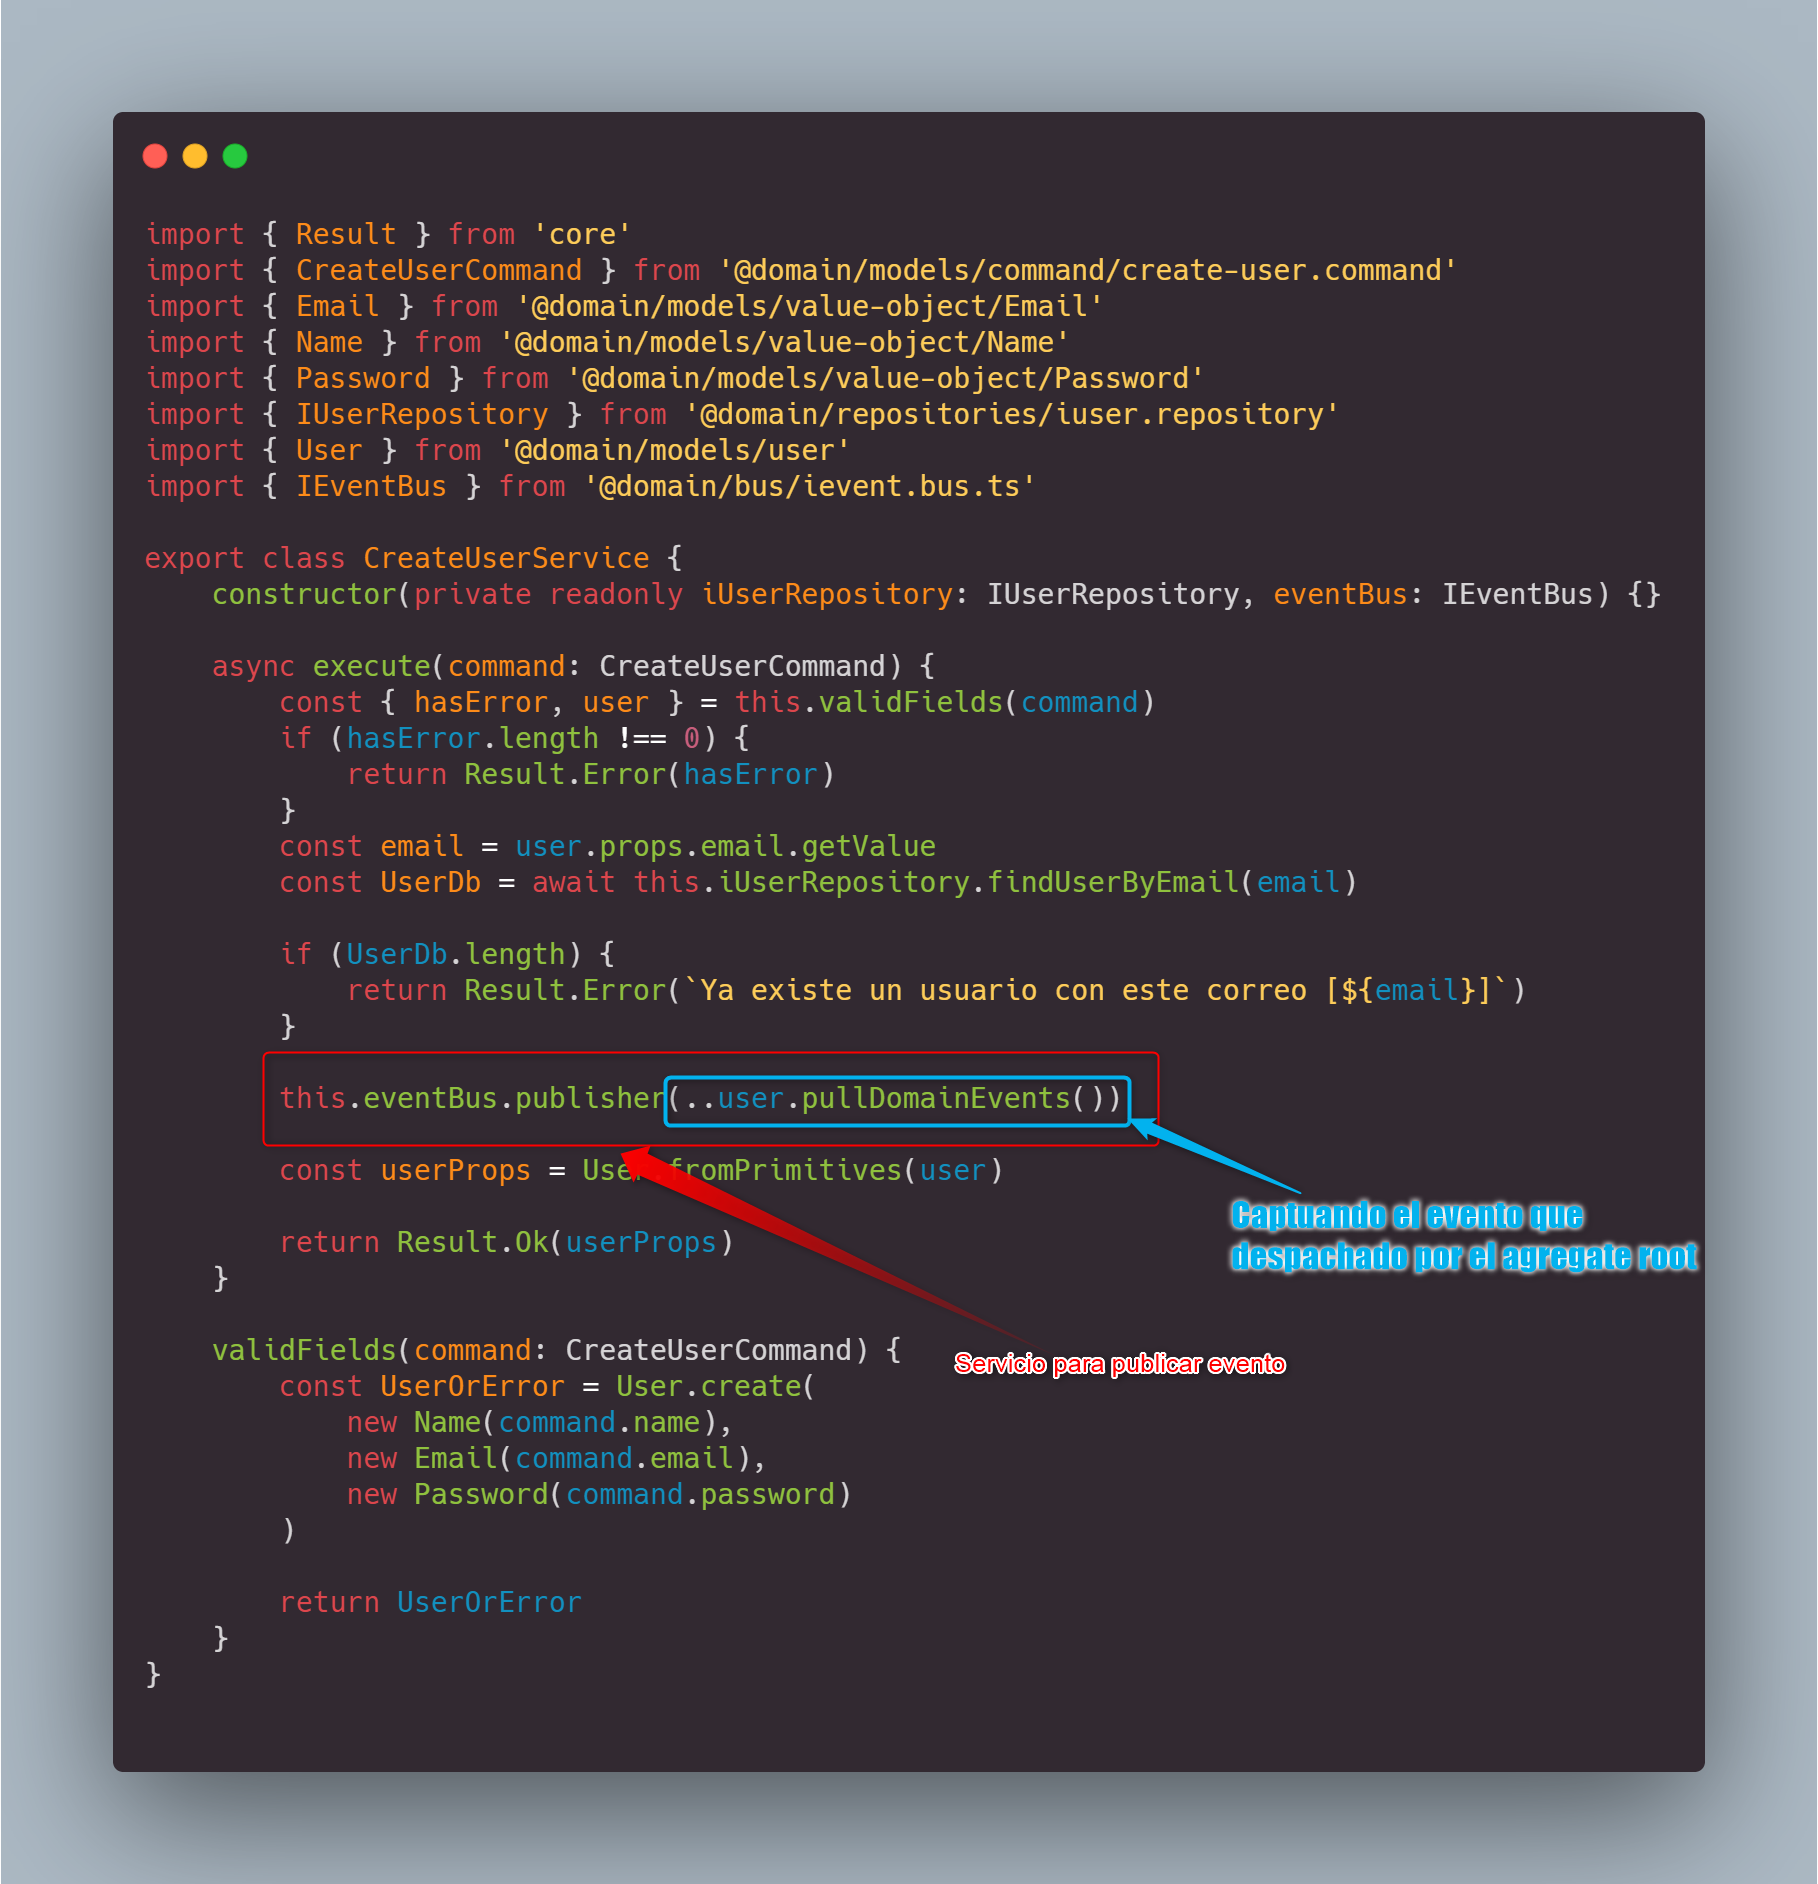 import { Result } from 'core'
import { CreateUserCommand } from '@domain/models/command/create-user.command'
import { Email } from '@domain/models/value-object/Email'
import { Name } from '@domain/models/value-object/Name'
import { Password } from '@domain/models/value-object/Password'
import { IUserRepository } from '@domain/repositories/iuser.repository'
import { User } from '@domain/models/user'
import { IEventBus } from '@domain/bus/ievent.bus.ts'

export class CreateUserService {
    constructor(private readonly iUserRepository: IUserRepository, eventBus: IEventBus) {}

    async execute(command: CreateUserCommand) {
        const { hasError, user } = this.validFields(command)
        if (hasError.length !== 0) {
            return Result.Error(hasError)
        }
        const email = user.props.email.getValue
        const UserDb = await this.iUserRepository.findUserByEmail(email)

        if (UserDb.length) {
            return Result.Error(`Ya existe un usuario con este correo [${email}]`)
        }

        this.eventBus.publisher(..user.pullDomainEvents())

        const userProps = User.fromPrimitives(user)

        return Result.Ok(userProps)
    }
Captuando el evento que
despachado por el agregate root

    validFields(command: CreateUserCommand) {
Servicio para publicar evento
        const UserOrError = User.create(
            new Name(command.name),
            new Email(command.email),
            new Password(command.password)
        )

        return UserOrError
    }
}